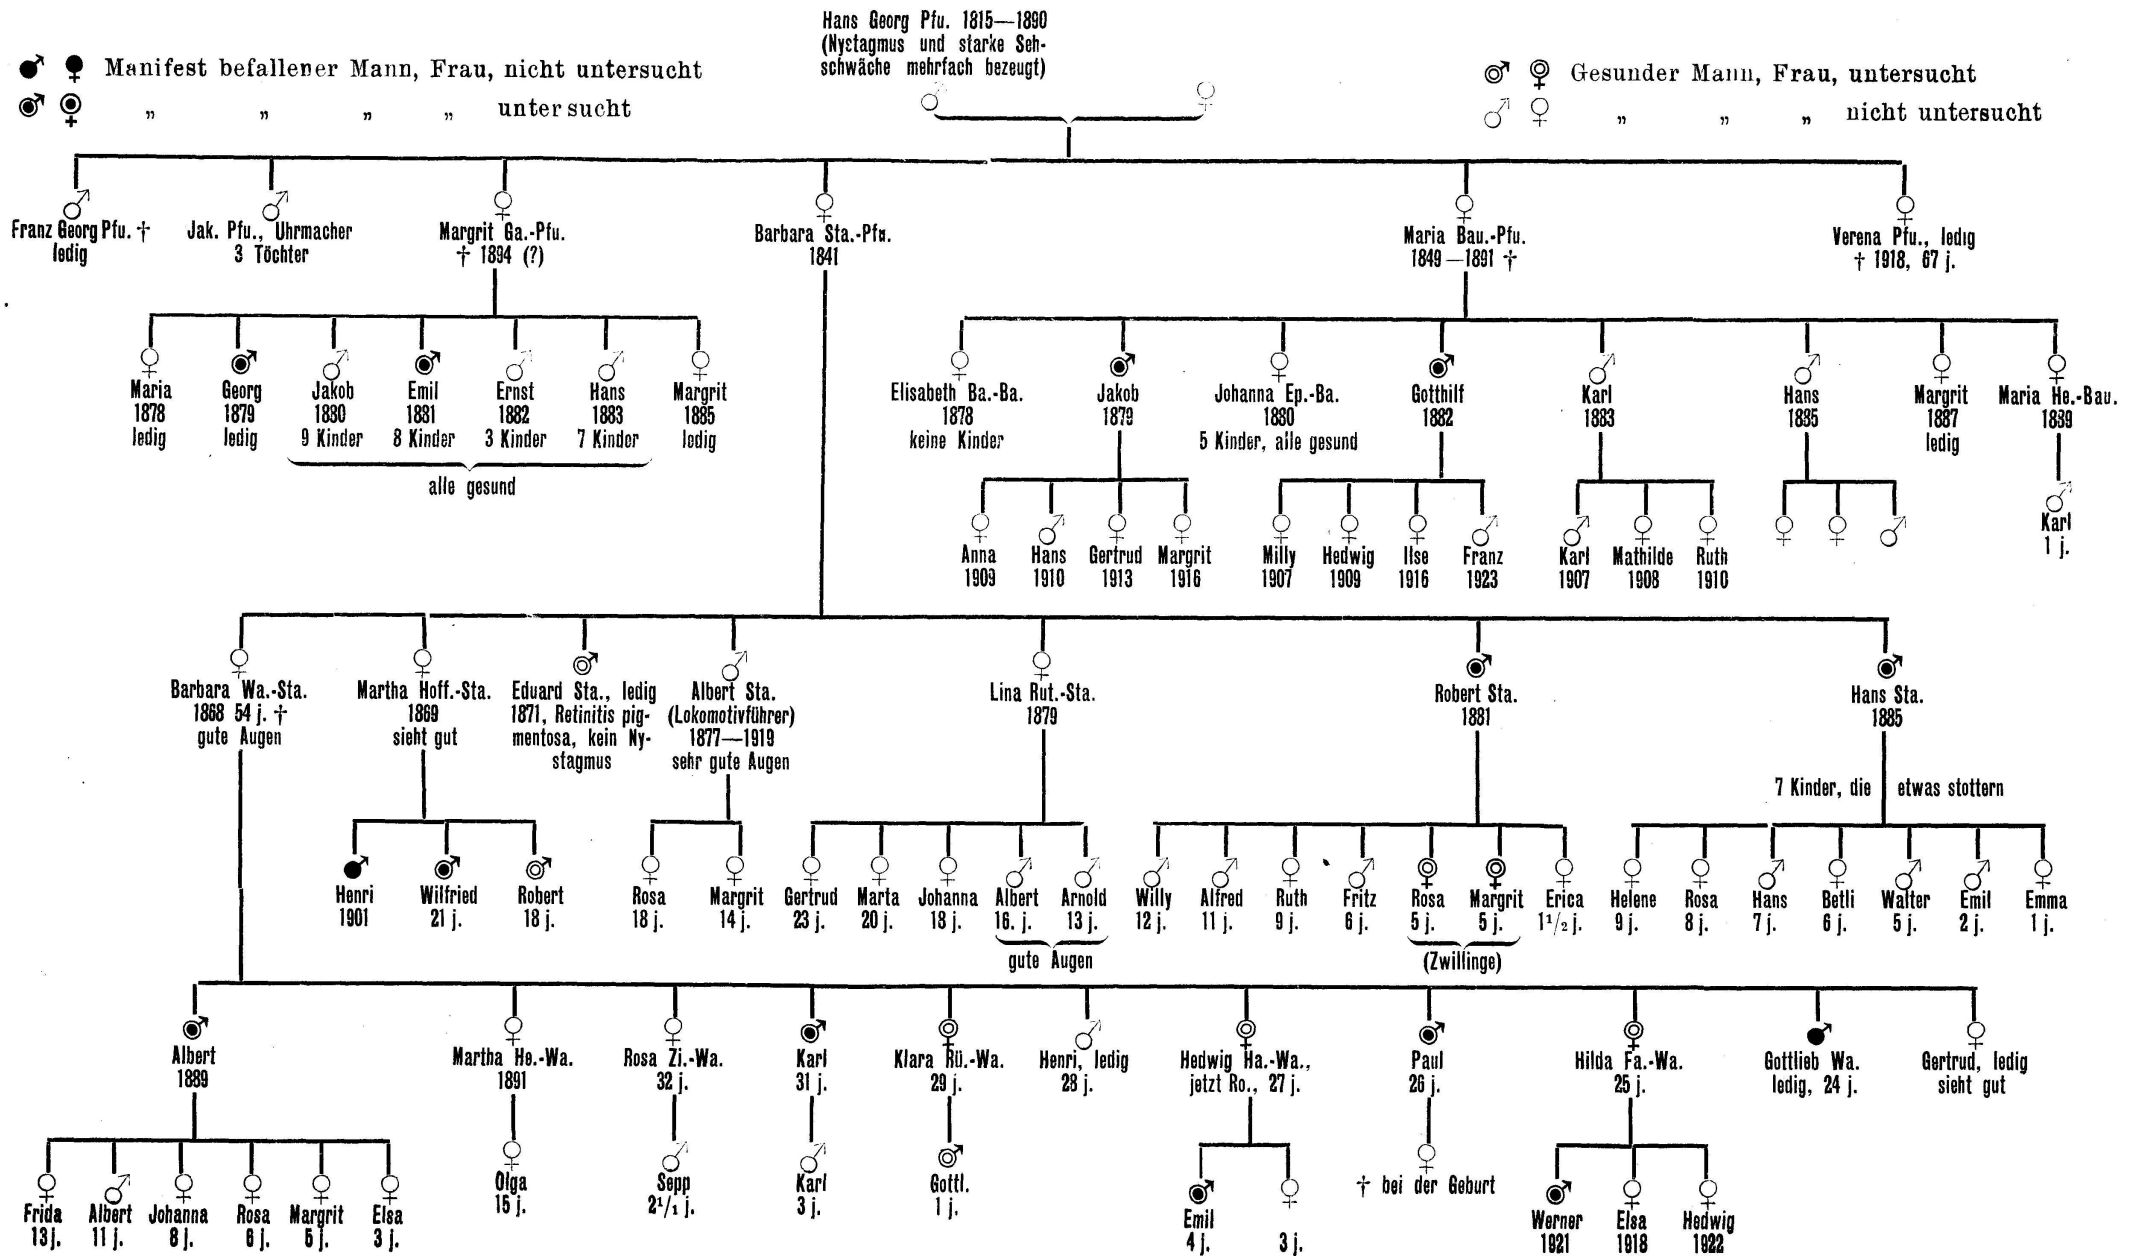 Hans Georg Pfu. 1815—1890
(Nystagmus und starke Seh-
schwäche mehrfach bezeugt)
Manifest befallener Mann, Frau, nicht untersucht
„ „ „ „ untersucht
Gesunder Mann, Frau, untersucht
„ „ „ nicht untersucht
Franz Georg Pfu. †
ledig
Jak. Pfu., Uhrmacher
3 Töchter
Margrit Ga.-Pfu.
† 1894 (?)
Barbara Sta.-Pfu.
1841
Maria Bau.-Pfu.
1849—1891 †
Verena Pfu., ledig
† 1918, 67 j.
Maria
1878
ledig
Georg
1879
ledig
Jakob
1880
9 Kinder
Emil
1881
8 Kinder
Ernst
1882
3 Kinder
Hans
1883
7 Kinder
Margrit
1885
ledig
alle gesund
Elisabeth Ba.-Ba.
1878
keine Kinder
Jakob
1879
Johanna Ep.-Ba.
1880
5 Kinder, alle gesund
Gotthilf
1882
Karl
1883
Hans
1885
Margrit
1887
ledig
Maria He.-Bau.
1889
Anna
1909
Hans
1910
Gertrud
1913
Margrit
1916
Milly
1907
Hedwig
1909
Ilse
1916
Franz
1923
Karl
1907
Mathilde
1908
Ruth
1910
Karl
1 j.
Barbara Wa.-Sta.
1868 54 j. †
gute Augen
Martha Hoff.-Sta.
1869
sieht gut
Eduard Sta., ledig
1871, Retinitis pig-
mentosa, kein Ny-
stagmus
Albert Sta.
(Lokomotivführer)
1877—1919
sehr gute Augen
Lina Rut.-Sta.
1879
Robert Sta.
1881
Hans Sta.
1885
7 Kinder, die etwas stottern
Henri
1901
Wilfried
21 j.
Robert
18 j.
Rosa
18 j.
Margrit
14 j.
Gertrud
23 j.
Marta
20 j.
Johanna
18 j.
Albert
16. j.
Arnold
13 j.
gute Augen
Willy
12 j.
Alfred
11 j.
Ruth
9 j.
Fritz
6 j.
Rosa
5 j.
Margrit
5 j.
(Zwillinge)
Erica
1 1/2 j.
Helene
9 j.
Rosa
8 j.
Hans
7 j.
Betli
6 j.
Walter
5 j.
Emil
2 j.
Emma
1 j.
Albert
1889
Martha He.-Wa.
1891
Rosa Zi.-Wa.
32 j.
Karl
31 j.
Klara Rü.-Wa.
29 j.
Henri, ledig
28 j.
Hedwig Ha.-Wa.,
jetzt Ro., 27 j.
Paul
26 j.
Hilda Fa.-Wa.
25 j.
Gottlieb Wa.
ledig, 24 j.
Gertrud, ledig
sieht gut
Frida
13 j.
Albert
11 j.
Johanna
8 j.
Rosa
6 j.
Margrit
5 j.
Elsa
3 j.
Olga
15 j.
Sepp
2 1/1 j.
Karl
3 j.
Gottl.
1 j.
Emil
4 j.
3 j.
† bei der Geburt
Werner
1921
Elsa
1918
Hedwig
1922